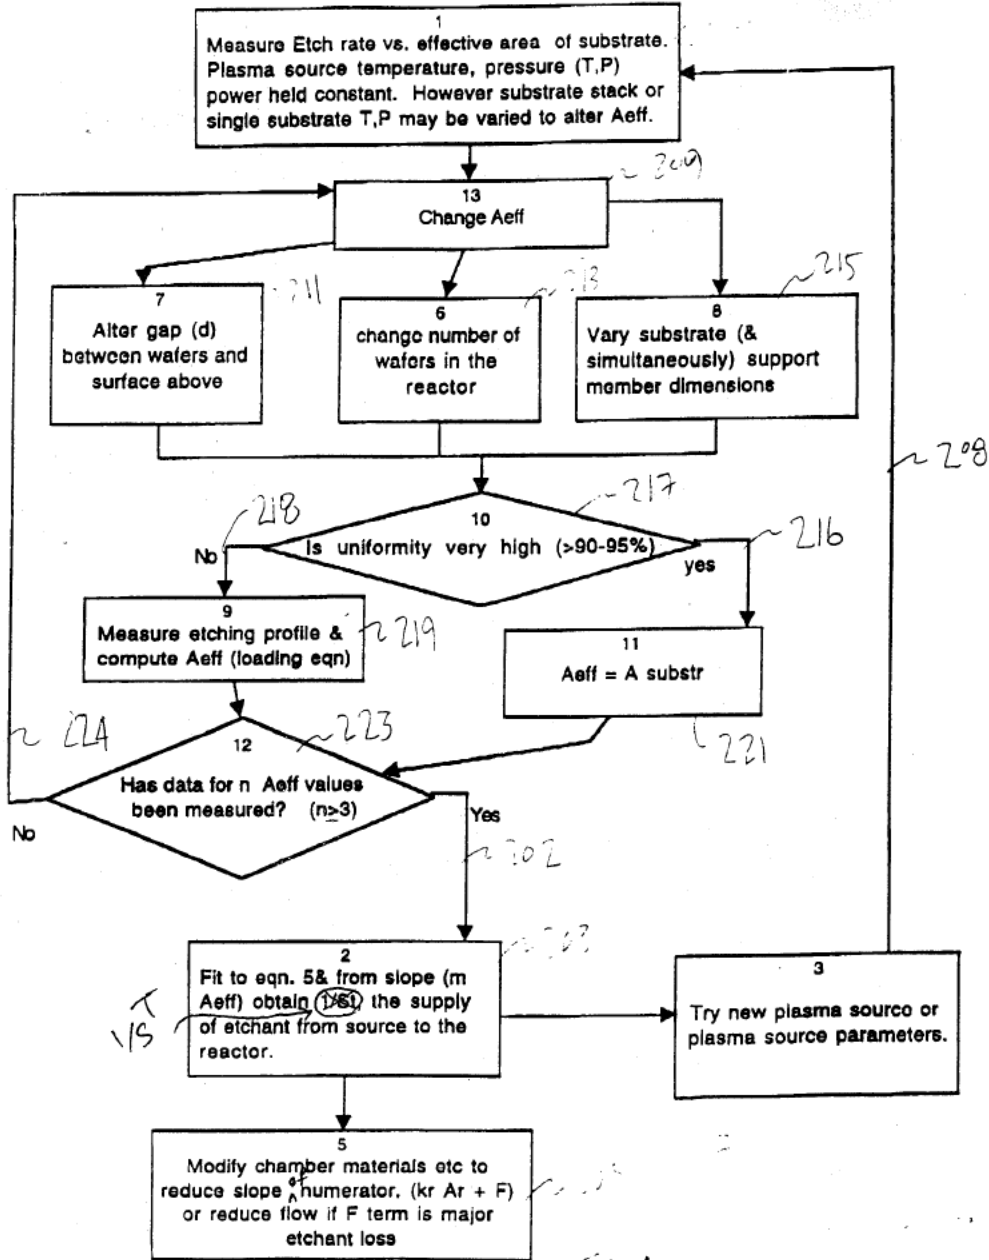 1
Measure Etch rate vs. effective area of substrate.
Plasma source temperature, pressure (T,P)
power held constant. However substrate stack or
single substrate T,P may be varied to alter Aeff.
209
13
Change Aeff
211
7
Alter gap (d)
between wafers and
surface above
213
6
change number of
wafers in the
reactor
215
8
Vary substrate (&
simultaneously) support
member dimensions
208
218
217
10
Is uniformity very high (>90-95%)
216
No
yes
9
Measure etching profile &
compute Aeff (loading eqn)
219
11
Aeff = A substr
221
224
223
12
Has data for n Aeff values
been measured? (n≥3)
No
Yes
202
2
Fit to eqn. 5& from slope (m
Aeff) obtain the supply
of etchant from source to the
reactor.
1/S
3
Try new plasma source or
plasma source parameters.
5
Modify chamber materials etc to
reduce slope of numerator. (kr Ar + F)
or reduce flow if F term is major
etchant loss